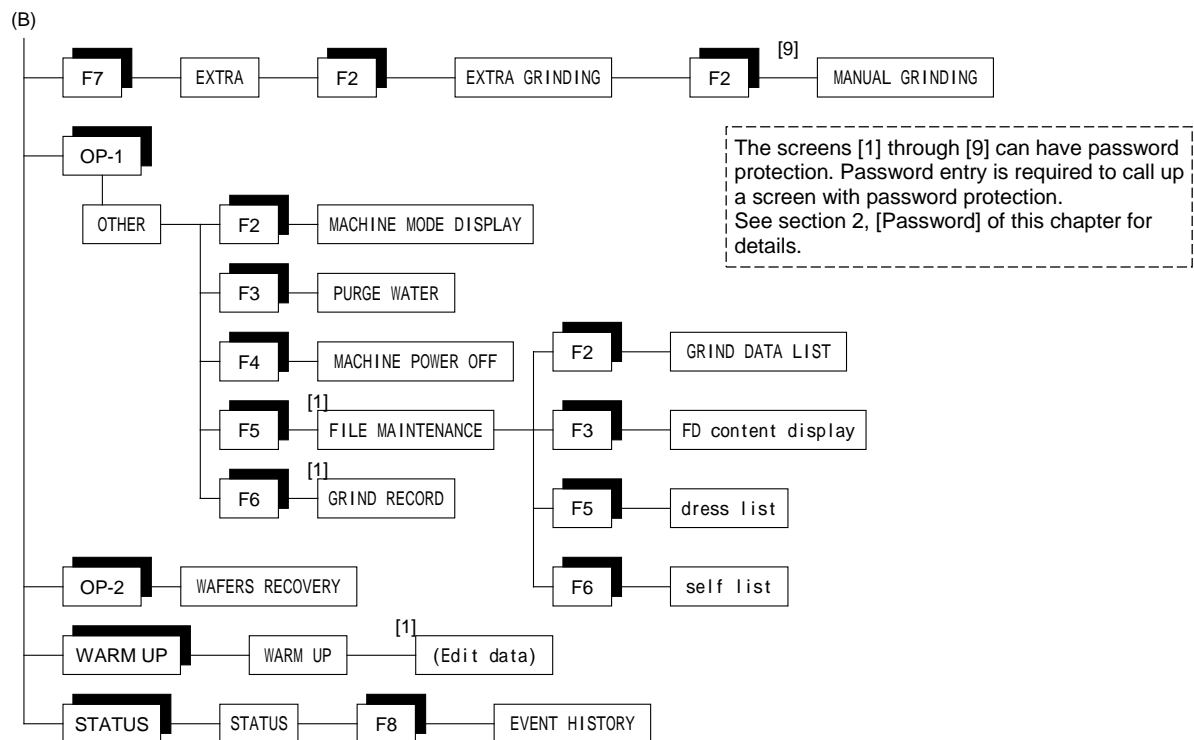 (B)
F7 EXTRA F2 EXTRA GRINDING F2 [9] MANUAL GRINDING
OP-1
The screens [1] through [9] can have password
protection. Password entry is required to call up
a screen with password protection.
See section 2, [Password] of this chapter for
details.
OTHER F2 MACHINE MODE DISPLAY
F3 PURGE WATER
F4 MACHINE POWER OFF
F5 [1] FILE MAINTENANCE
F2 GRIND DATA LIST
F3 FD content display
F5 dress list
F6 self list
F6 [1] GRIND RECORD
OP-2 WAFERS RECOVERY
WARM UP WARM UP [1] (Edit data)
STATUS STATUS F8 EVENT HISTORY